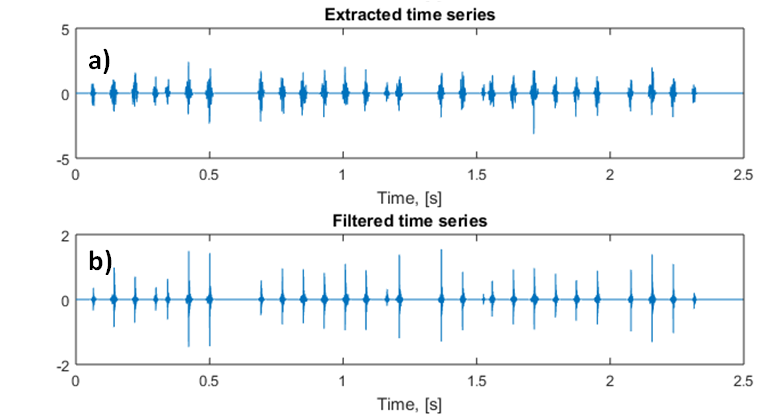 Extracted time series
a)
5
0
-5
0 0.5 1 1.5 2 2.5
Time, [s]
Filtered time series
b)
2
0
-2
0 0.5 1 1.5 2 2.5
Time, [s]